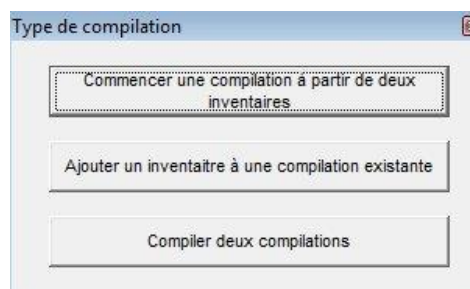 Type de compilation
Commencer une compilation á partir de deux
inventaires
Ajouter un inventaitre à une compilation existante
Compiler deux compilations